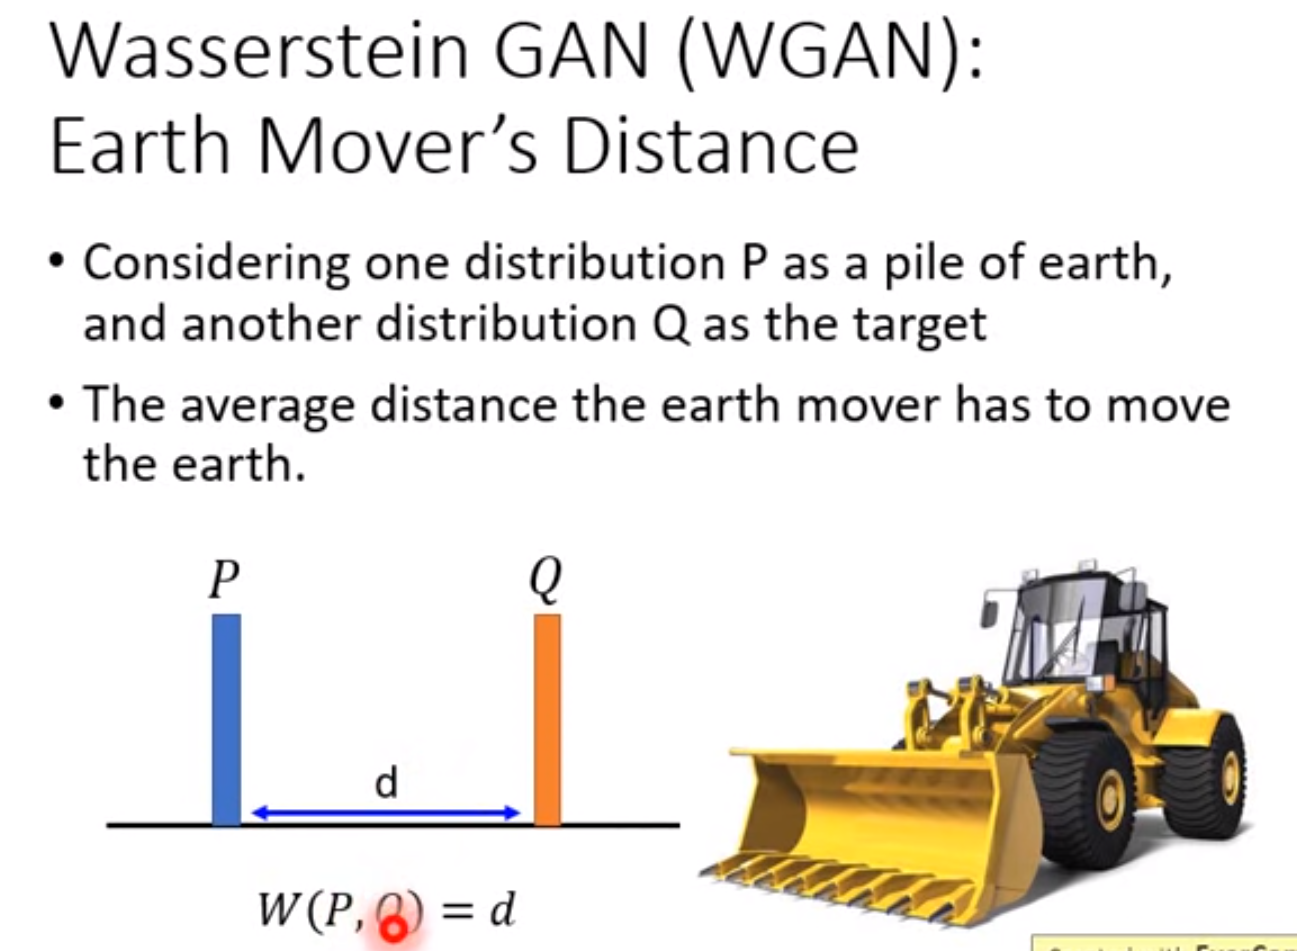 Wasserstein GAN (WGAN):
Earth Mover's Distance
• Considering one distribution P as a pile of earth,
and another distribution Q as the target
• The average distance the earth mover has to move
the earth.
P
Q
d
W(P, Q) = d